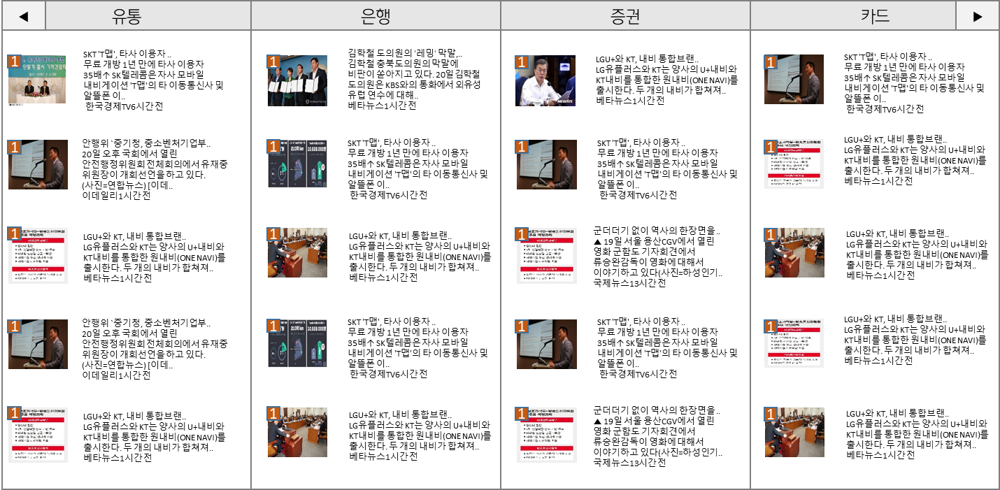 ◀
유통
은행
증권
카드
▶
1
SKT 'T맵', 타사 이용자 ..
무료 개방 1년 만에 타사 이용자
35배↑ SK텔레콤은 자사 모바일
내비게이션 'T맵'의 타 이동통신사 및
알뜰폰 이..
한국경제TV6시간 전
1
안행위 `중기청, 중소벤처기업부..
20일 오후 국회에서 열린
안전행정위원회 전체회의에서 유재중
위원장이 개회선언을 하고 있다.
(사진=연합뉴스) [이데..
이데일리1시간 전
1
LGU+와 KT, 내비 통합 브랜..
LG유플러스와 KT는 양사의 U+내비와
KT내비를 통합한 원내비(ONE NAVI)를
출시한다. 두 개의 내비가 합쳐져..
베타뉴스1시간 전
1
안행위 `중기청, 중소벤처기업부..
20일 오후 국회에서 열린
안전행정위원회 전체회의에서 유재중
위원장이 개회선언을 하고 있다.
(사진=연합뉴스) [이데..
이데일리1시간 전
1
LGU+와 KT, 내비 통합 브랜..
LG유플러스와 KT는 양사의 U+내비와
KT내비를 통합한 원내비(ONE NAVI)를
출시한다. 두 개의 내비가 합쳐져..
베타뉴스1시간 전
1
김학철 도의원의 '레밍' 막말,..
김학철 충북도의원의 막말에
비판이 쏟아지고 있다. 20일 김학철
도의원은 KBS와의 통화에서 외유성
유럽 연수에 대해..
베타뉴스1시간 전
1
210억 km
10,628,000명
SKT 'T맵', 타사 이용자 ..
무료 개방 1년 만에 타사 이용자
35배↑ SK텔레콤은 자사 모바일
내비게이션 'T맵'의 타 이동통신사 및
알뜰폰 이..
한국경제TV6시간 전
1
LGU+와 KT, 내비 통합 브랜..
LG유플러스와 KT는 양사의 U+내비와
KT내비를 통합한 원내비(ONE NAVI)를
출시한다. 두 개의 내비가 합쳐져..
베타뉴스1시간 전
1
210억 km
10,628,000명
SKT 'T맵', 타사 이용자 ..
무료 개방 1년 만에 타사 이용자
35배↑ SK텔레콤은 자사 모바일
내비게이션 'T맵'의 타 이동통신사 및
알뜰폰 이..
한국경제TV6시간 전
1
LGU+와 KT, 내비 통합 브랜..
LG유플러스와 KT는 양사의 U+내비와
KT내비를 통합한 원내비(ONE NAVI)를
출시한다. 두 개의 내비가 합쳐져..
베타뉴스1시간 전
1
NEWSIS
LGU+와 KT, 내비 통합 브랜..
LG유플러스와 KT는 양사의 U+내비와
KT내비를 통합한 원내비(ONE NAVI)를
출시한다. 두 개의 내비가 합쳐져..
베타뉴스1시간 전
1
SKT 'T맵', 타사 이용자 ..
무료 개방 1년 만에 타사 이용자
35배↑ SK텔레콤은 자사 모바일
내비게이션 'T맵'의 타 이동통신사 및
알뜰폰 이..
한국경제TV6시간 전
1
군더더기 없이 역사의 한장면을..
▲ 19일 서울 용산CGV에서 열린
영화 군함도 기자회견에서
류승완감독이 영화에 대해서
이야기하고 있다(사진=하성인기..
국제뉴스13시간 전
1
SKT 'T맵', 타사 이용자 ..
무료 개방 1년 만에 타사 이용자
35배↑ SK텔레콤은 자사 모바일
내비게이션 'T맵'의 타 이동통신사 및
알뜰폰 이..
한국경제TV6시간 전
1
군더더기 없이 역사의 한장면을..
▲ 19일 서울 용산CGV에서 열린
영화 군함도 기자회견에서
류승완감독이 영화에 대해서
이야기하고 있다(사진=하성인기..
국제뉴스13시간 전
1
SKT 'T맵', 타사 이용자 ..
무료 개방 1년 만에 타사 이용자
35배↑ SK텔레콤은 자사 모바일
내비게이션 'T맵'의 타 이동통신사 및
알뜰폰 이..
한국경제TV6시간 전
1
LGU+와 KT, 내비 통합 브랜..
LG유플러스와 KT는 양사의 U+내비와
KT내비를 통합한 원내비(ONE NAVI)를
출시한다. 두 개의 내비가 합쳐져..
베타뉴스1시간 전
1
LGU+와 KT, 내비 통합 브랜..
LG유플러스와 KT는 양사의 U+내비와
KT내비를 통합한 원내비(ONE NAVI)를
출시한다. 두 개의 내비가 합쳐져..
베타뉴스1시간 전
1
LGU+와 KT, 내비 통합 브랜..
LG유플러스와 KT는 양사의 U+내비와
KT내비를 통합한 원내비(ONE NAVI)를
출시한다. 두 개의 내비가 합쳐져..
베타뉴스1시간 전
1
LGU+와 KT, 내비 통합 브랜..
LG유플러스와 KT는 양사의 U+내비와
KT내비를 통합한 원내비(ONE NAVI)를
출시한다. 두 개의 내비가 합쳐져..
베타뉴스1시간 전